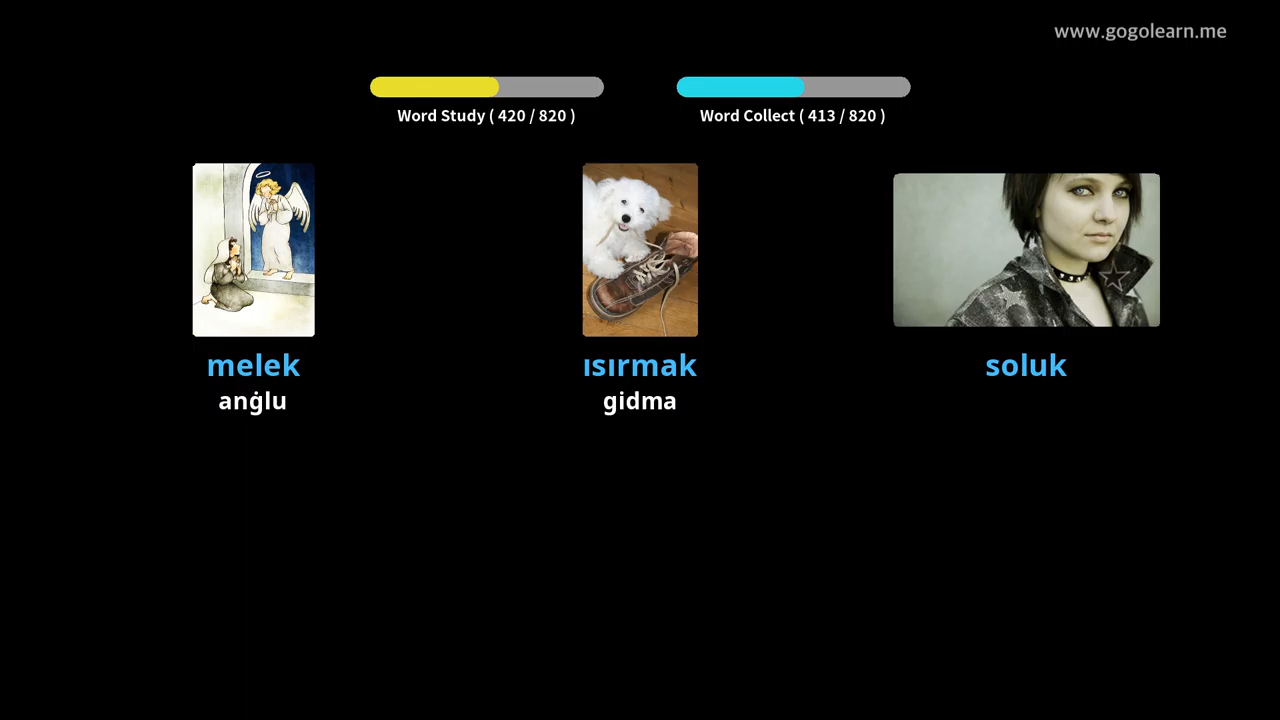 www.gogolearn.me
Word Study ( 420 / 820 )
Word Collect ( 413 / 820 )
melek
anġlu
ısırmak
gidma
soluk